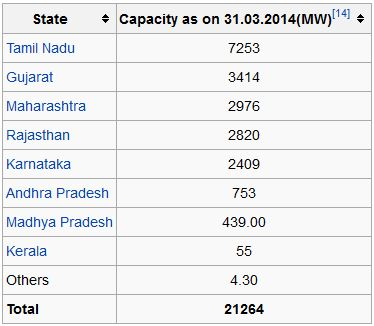 State Capacity as on 31.03.2014(MW)[14]
Tamil Nadu 7253
Gujarat 3414
Maharashtra 2976
Rajasthan 2820
Karnataka 2409
Andhra Pradesh 753
Madhya Pradesh 439.00
Kerala 55
Others 4.30
Total 21264